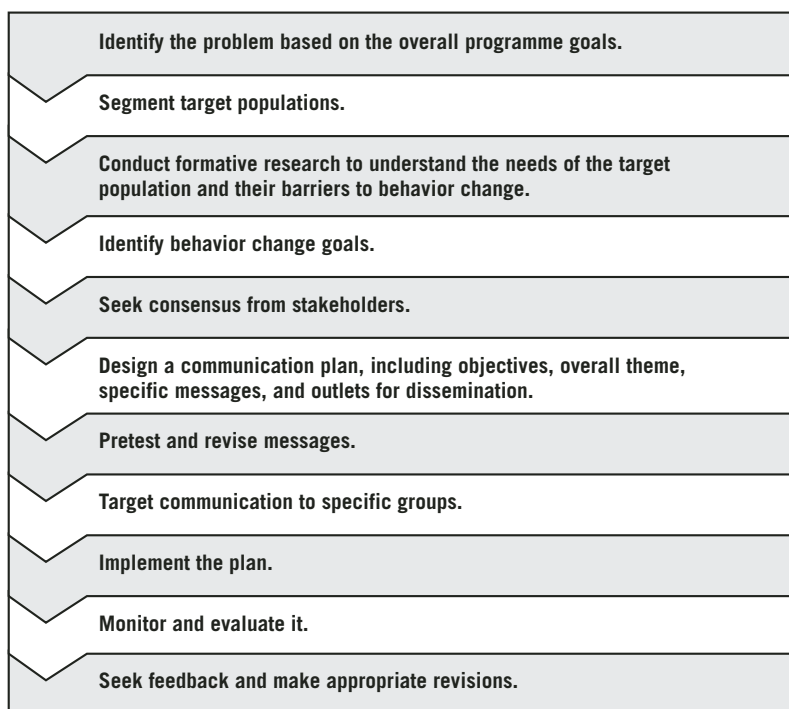 Identify the problem based on the overall programme goals.
Segment target populations.
Conduct formative research to understand the needs of the target
population and their barriers to behavior change.
Identify behavior change goals.
Seek consensus from stakeholders.
Design a communication plan, including objectives, overall theme,
specific messages, and outlets for dissemination.
Pretest and revise messages.
Target communication to specific groups.
Implement the plan.
Monitor and evaluate it.
Seek feedback and make appropriate revisions.